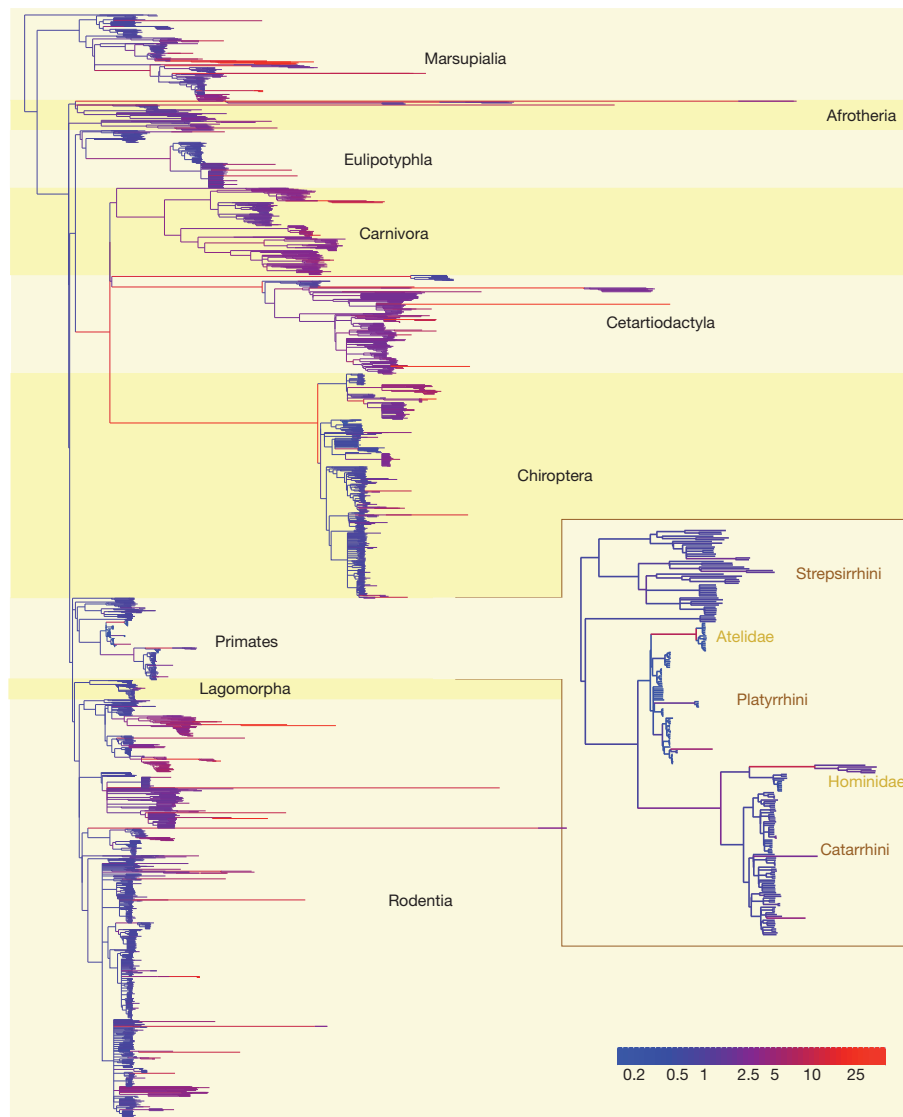 Marsupialia
Afrotheria
Eulipotyphla
Carnivora
Cetartiodactyla
Chiroptera
Strepsirrhini
Atelidae
Primates
Lagomorpha
Platyrrhini
Hominidae
Catarrhini
Rodentia
0.2 0.5 1 2.5 5 10 25